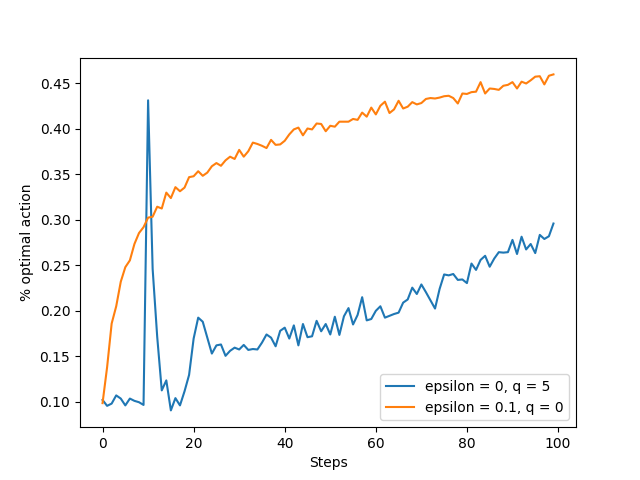 0.45
0.40
0.35
0.30
0.25
0.20
0.15
0.10
% optimal action
0 20 40 60 80 100
Steps
epsilon = 0, q = 5
epsilon = 0.1, q = 0